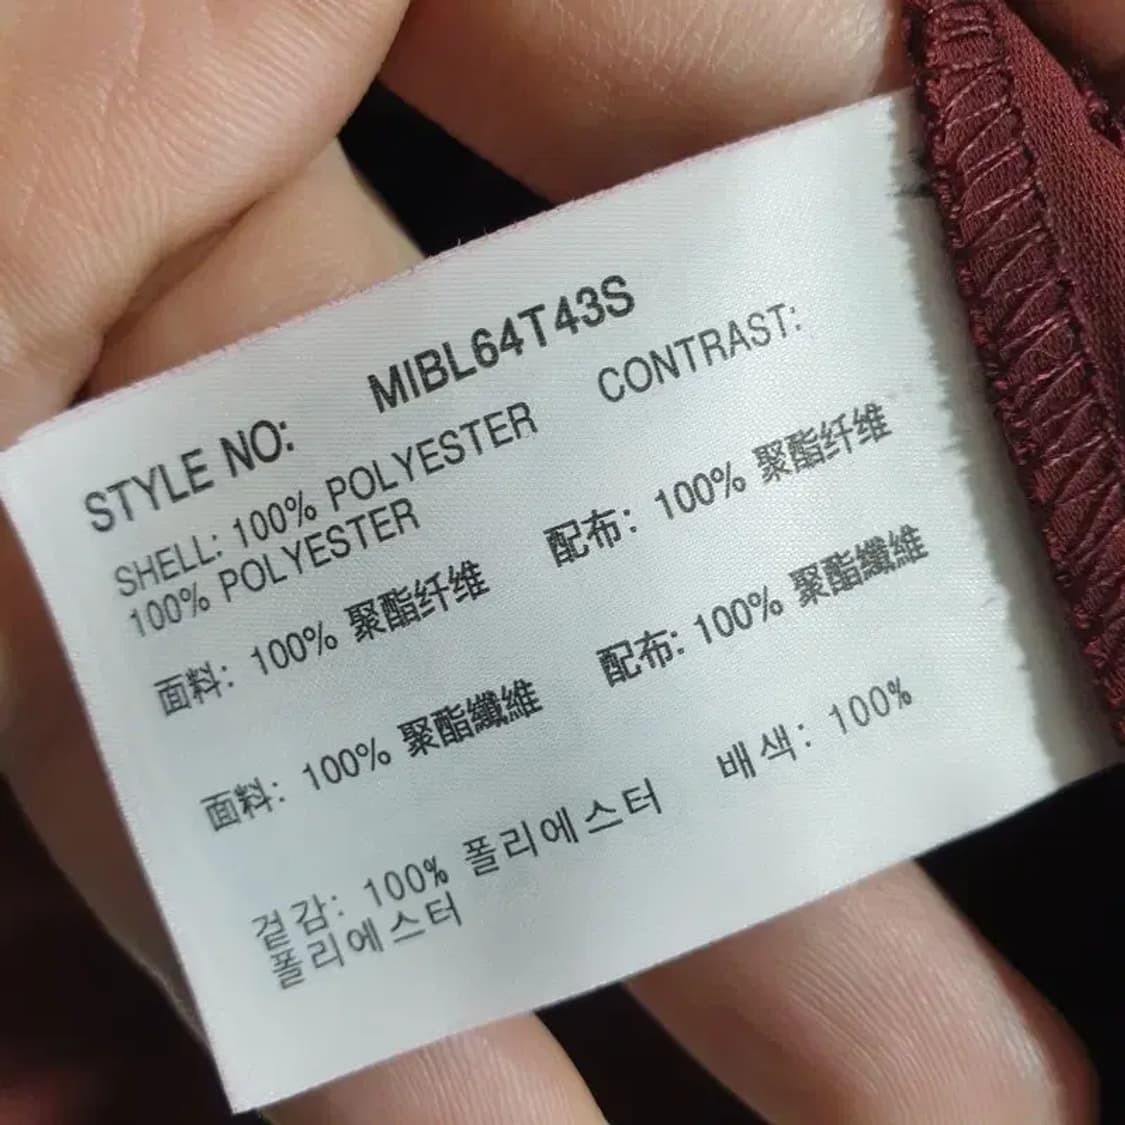 STYLE NO: MIBL64T43S
SHELL: 100% POLYESTER CONTRAST:
100% POLYESTER
面料: 100% 聚酯纤维 配布: 100% 聚酯纤维
面料: 100% 聚酯纖維 配布: 100% 聚酯纖維
겉감: 100% 폴리에스터 배색: 100%
폴리에스터